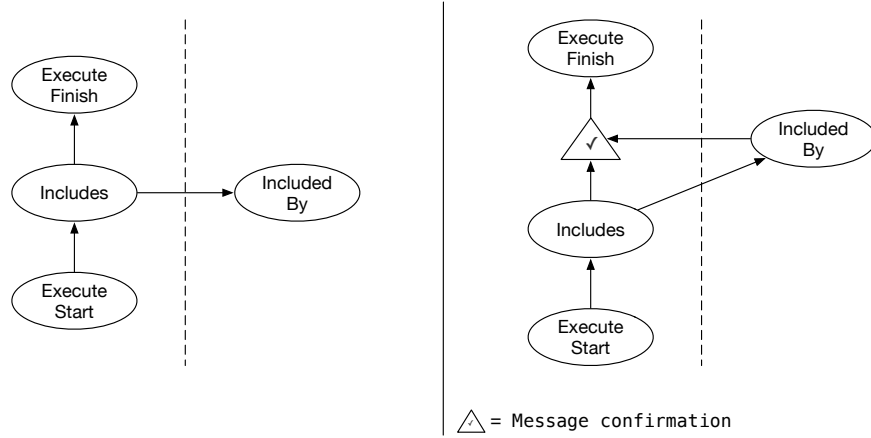 Execute
Finish
Includes
Included
By
Execute
Start
Execute
Finish
✓
Included
By
Includes
Execute
Start
✓ = Message confirmation